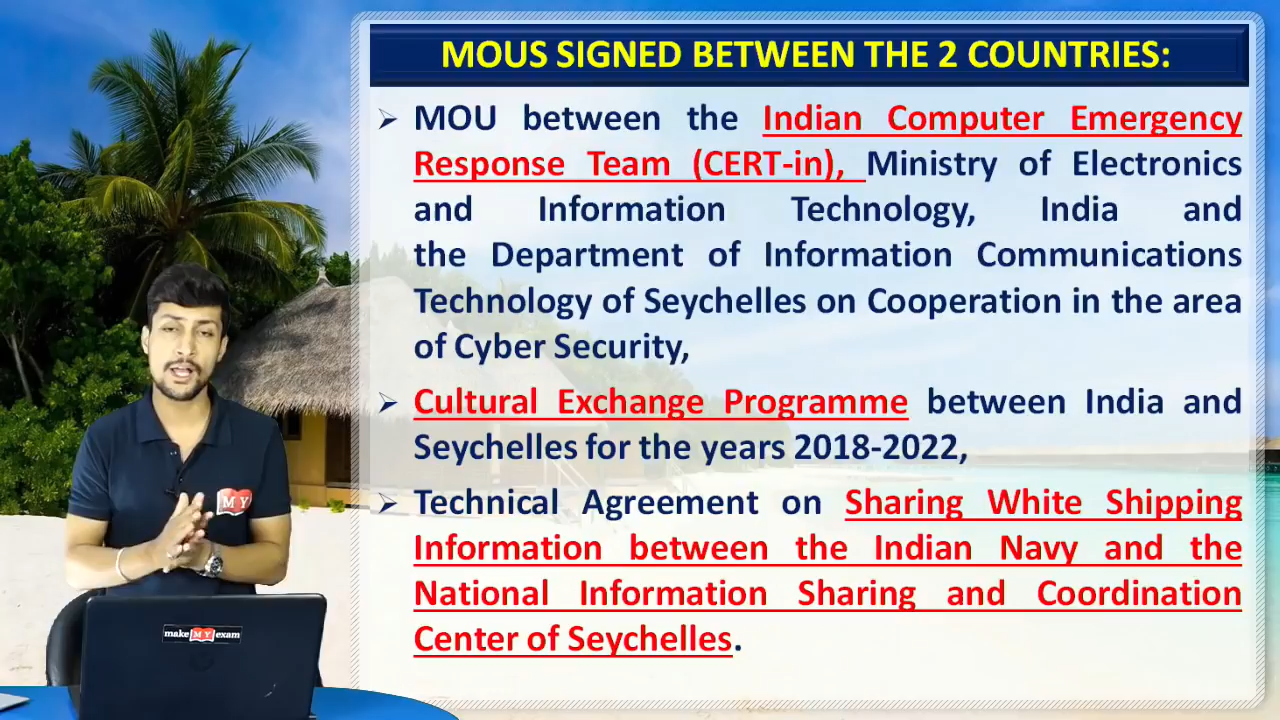 MOUS SIGNED BETWEEN THE 2 COUNTRIES:
MOU between the Indian Computer Emergency
Response Team (CERT-in), Ministry of Electronics
and Information Technology, India and
the Department of Information Communications
Technology of Seychelles on Cooperation in the area
of Cyber Security,
Cultural Exchange Programme between India and
Seychelles for the years 2018-2022,
Technical Agreement on Sharing White Shipping
Information between the Indian Navy and the
National Information Sharing and Coordination
Center of Seychelles.
M Y
make M Y exam